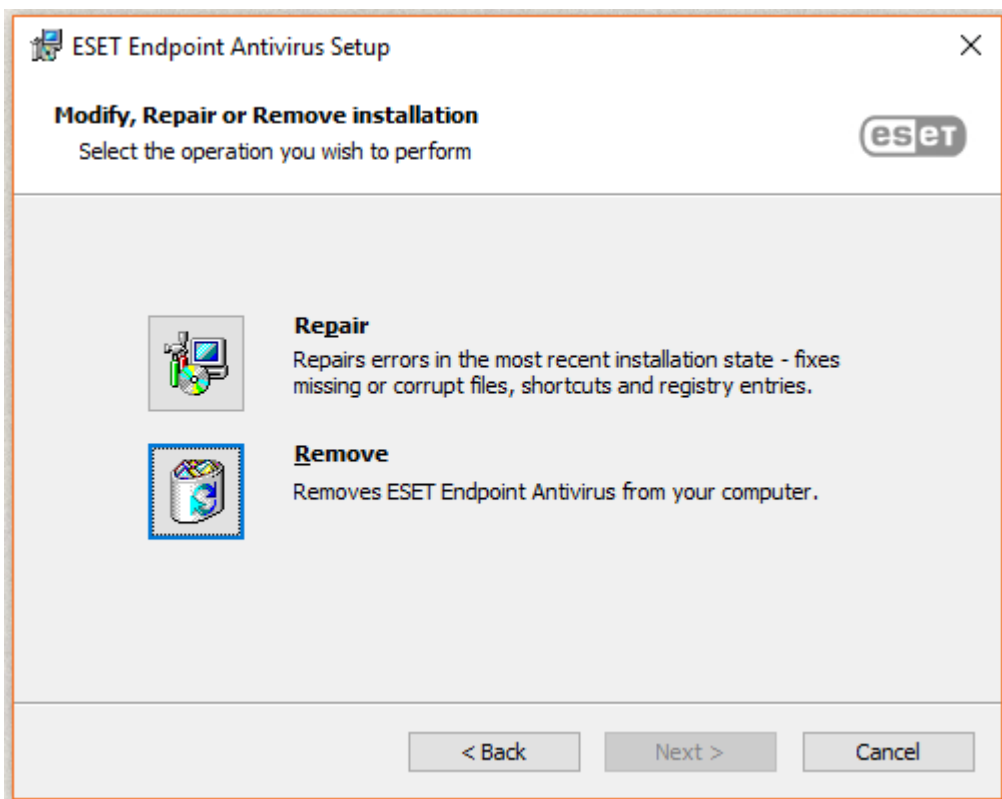 ESET Endpoint Antivirus Setup
Modify, Repair or Remove installation
Select the operation you wish to perform
eseT
Repair
Repairs errors in the most recent installation state - fixes
missing or corrupt files, shortcuts and registry entries.
Remove
Removes ESET Endpoint Antivirus from your computer.
< Back
Next >
Cancel